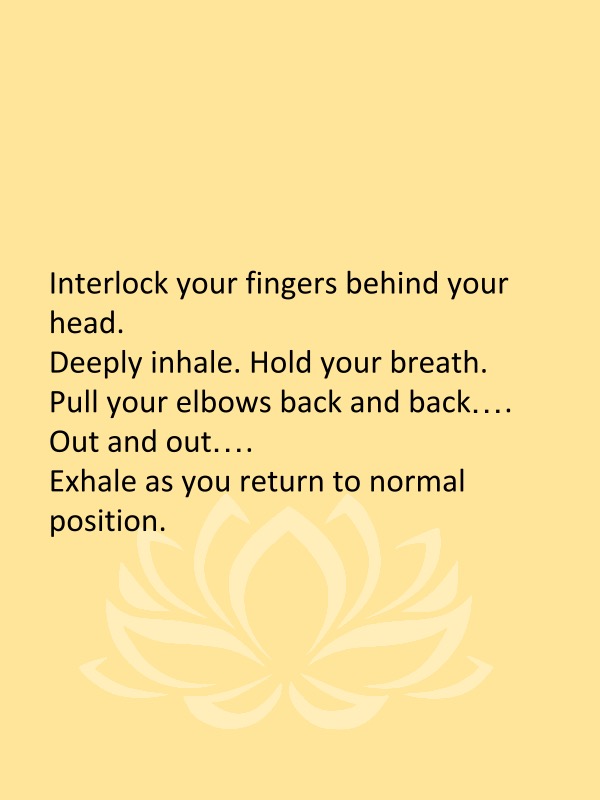 Interlock your fingers behind your
head.
Deeply inhale. Hold your breath.
Pull your elbows back and back….
Out and out….
Exhale as you return to normal
position.